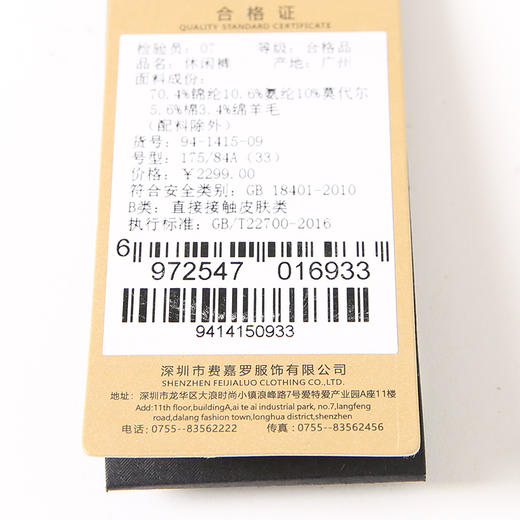 合格证
QUALITY STANDARD CERTIFICATE
检验员: 07 等级: 合格品
品名: 休闲裤 产地: 广州
面料成份:
70.4%锦纶10.6%氨纶10%莫代尔
5.6%棉3.4%绵羊毛
(配料除外)
货号: 94-1415-09
号型: 175/84A (33)
价格: ¥2299.00
符合安全类别: GB 18401-2010
B类: 直接接触皮肤类
执行标准: GB/T22700-2016
6 972547 016933
9414150933
深圳市费嘉罗服饰有限公司
SHENZHEN FEIJIALUO CLOTHING CO.,LTD.
地址: 深圳市龙华区大浪时尚小镇浪峰路7号爱特爱产业园A座11楼
Add:11th floor,buildingA,ai te ai industrial park, no.7,langfeng
road,dalang fashion town,longhua district,shenzhen
电话: 0755--83562222 传真: 0755--83562456